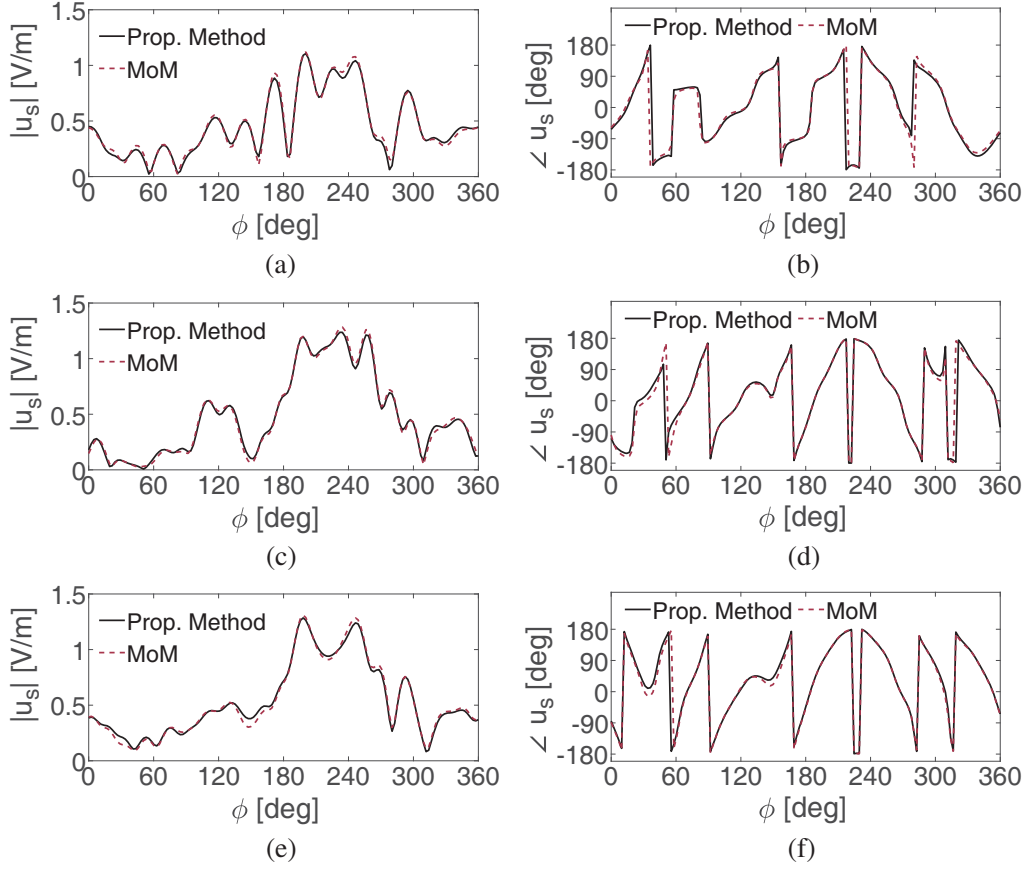 |u_s| [V/m]
1.5
1
0.5
0
Prop. Method
MoM
0 60 120 180 240 300 360
ϕ [deg]
(a)
∠ u_s [deg]
180
90
0
-90
-180
Prop. Method MoM
0 60 120 180 240 300 360
ϕ [deg]
(b)
|u_s| [V/m]
1.5
1
0.5
0
Prop. Method
MoM
0 60 120 180 240 300 360
ϕ [deg]
(c)
∠ u_s [deg]
180
90
0
-90
-180
Prop. Method MoM
0 60 120 180 240 300 360
ϕ [deg]
(d)
|u_s| [V/m]
1.5
1
0.5
0
Prop. Method
MoM
0 60 120 180 240 300 360
ϕ [deg]
(e)
∠ u_s [deg]
180
90
0
-90
-180
Prop. Method MoM
0 60 120 180 240 300 360
ϕ [deg]
(f)